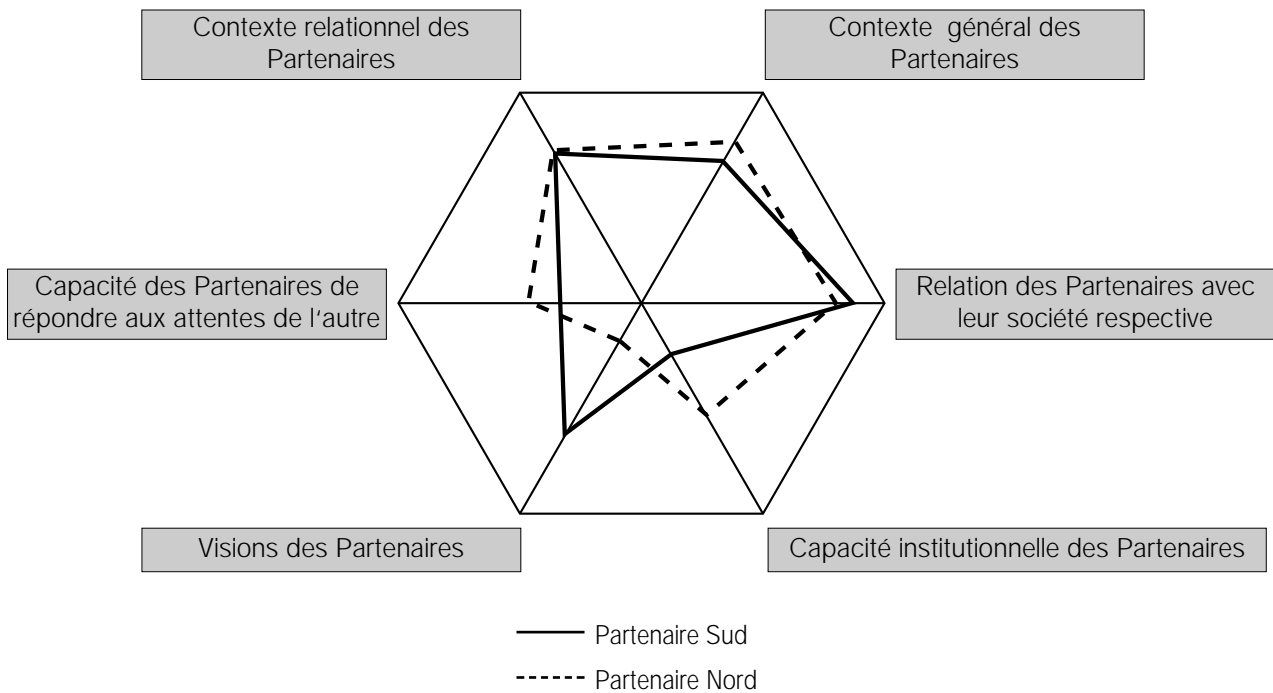 Contexte relationnel des
Partenaires
Contexte général des
Partenaires
Capacité des Partenaires de
répondre aux attentes de l‘autre
Relation des Partenaires avec
leur société respective
Visions des Partenaires
Capacité institutionnelle des Partenaires
Partenaire Sud
Partenaire Nord